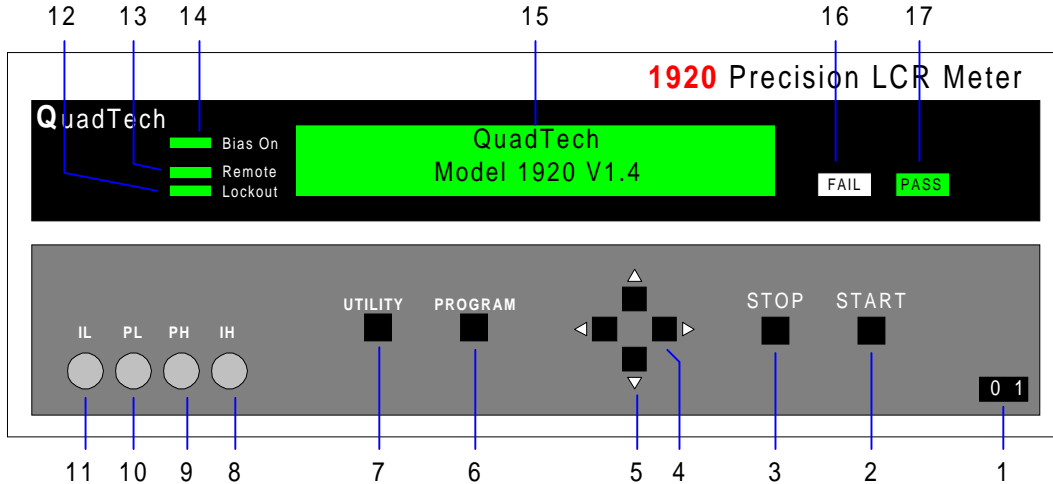 12 13 14 15 16 17
1920 Precision LCR Meter
QuadTech
Bias On
Remote
Lockout
QuadTech
Model 1920 V1.4
FAIL PASS
UTILITY PROGRAM
STOP START
IL PL PH IH
0 1
11 10 9 8 7 6 5 4 3 2 1